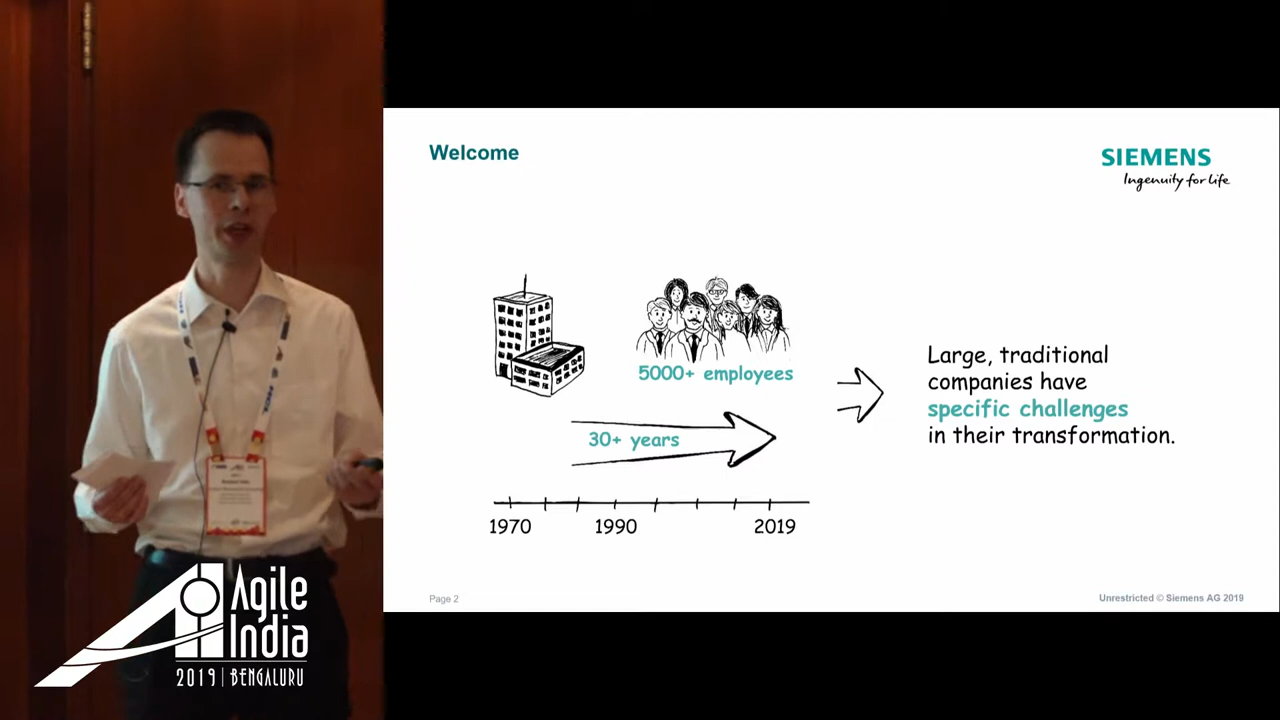 Welcome
SIEMENS
Ingenuity for life
5000+ employees
30+ years
1970
1990
2019
Large, traditional
companies have
specific challenges
in their transformation.
Page 2
Unrestricted © Siemens AG 2019
Agile
India
2019 | BENGALURU